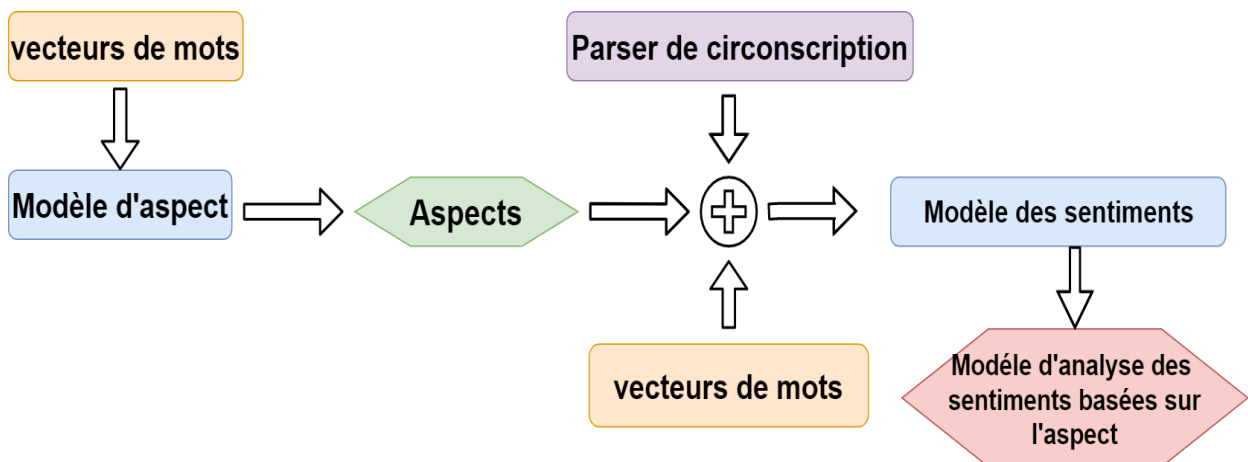 vecteurs de mots
Parser de circonscription
Modèle d'aspect
Aspects
Modèle des sentiments
vecteurs de mots
Modéle d'analyse des
sentiments basées sur
l'aspect